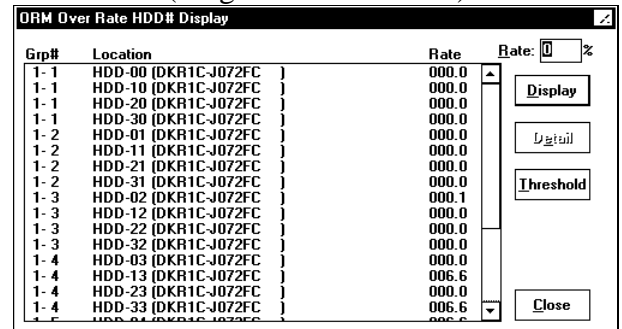 ORM Over Rate HDD# Display
Grp# Location Rate Rate: 0 %
1- 1 HDD-00 (DKR1C-J072FC ) 000.0
1- 1 HDD-10 (DKR1C-J072FC ) 000.0
1- 1 HDD-20 (DKR1C-J072FC ) 000.0
1- 1 HDD-30 (DKR1C-J072FC ) 000.0
1- 2 HDD-01 (DKR1C-J072FC ) 000.0
1- 2 HDD-11 (DKR1C-J072FC ) 000.0
1- 2 HDD-21 (DKR1C-J072FC ) 000.0
1- 2 HDD-31 (DKR1C-J072FC ) 000.0
1- 3 HDD-02 (DKR1C-J072FC ) 000.1
1- 3 HDD-12 (DKR1C-J072FC ) 000.0
1- 3 HDD-22 (DKR1C-J072FC ) 000.0
1- 3 HDD-32 (DKR1C-J072FC ) 000.0
1- 4 HDD-03 (DKR1C-J072FC ) 000.0
1- 4 HDD-13 (DKR1C-J072FC ) 006.6
1- 4 HDD-23 (DKR1C-J072FC ) 000.0
1- 4 HDD-33 (DKR1C-J072FC ) 006.6
Display
Detail
Threshold
Close